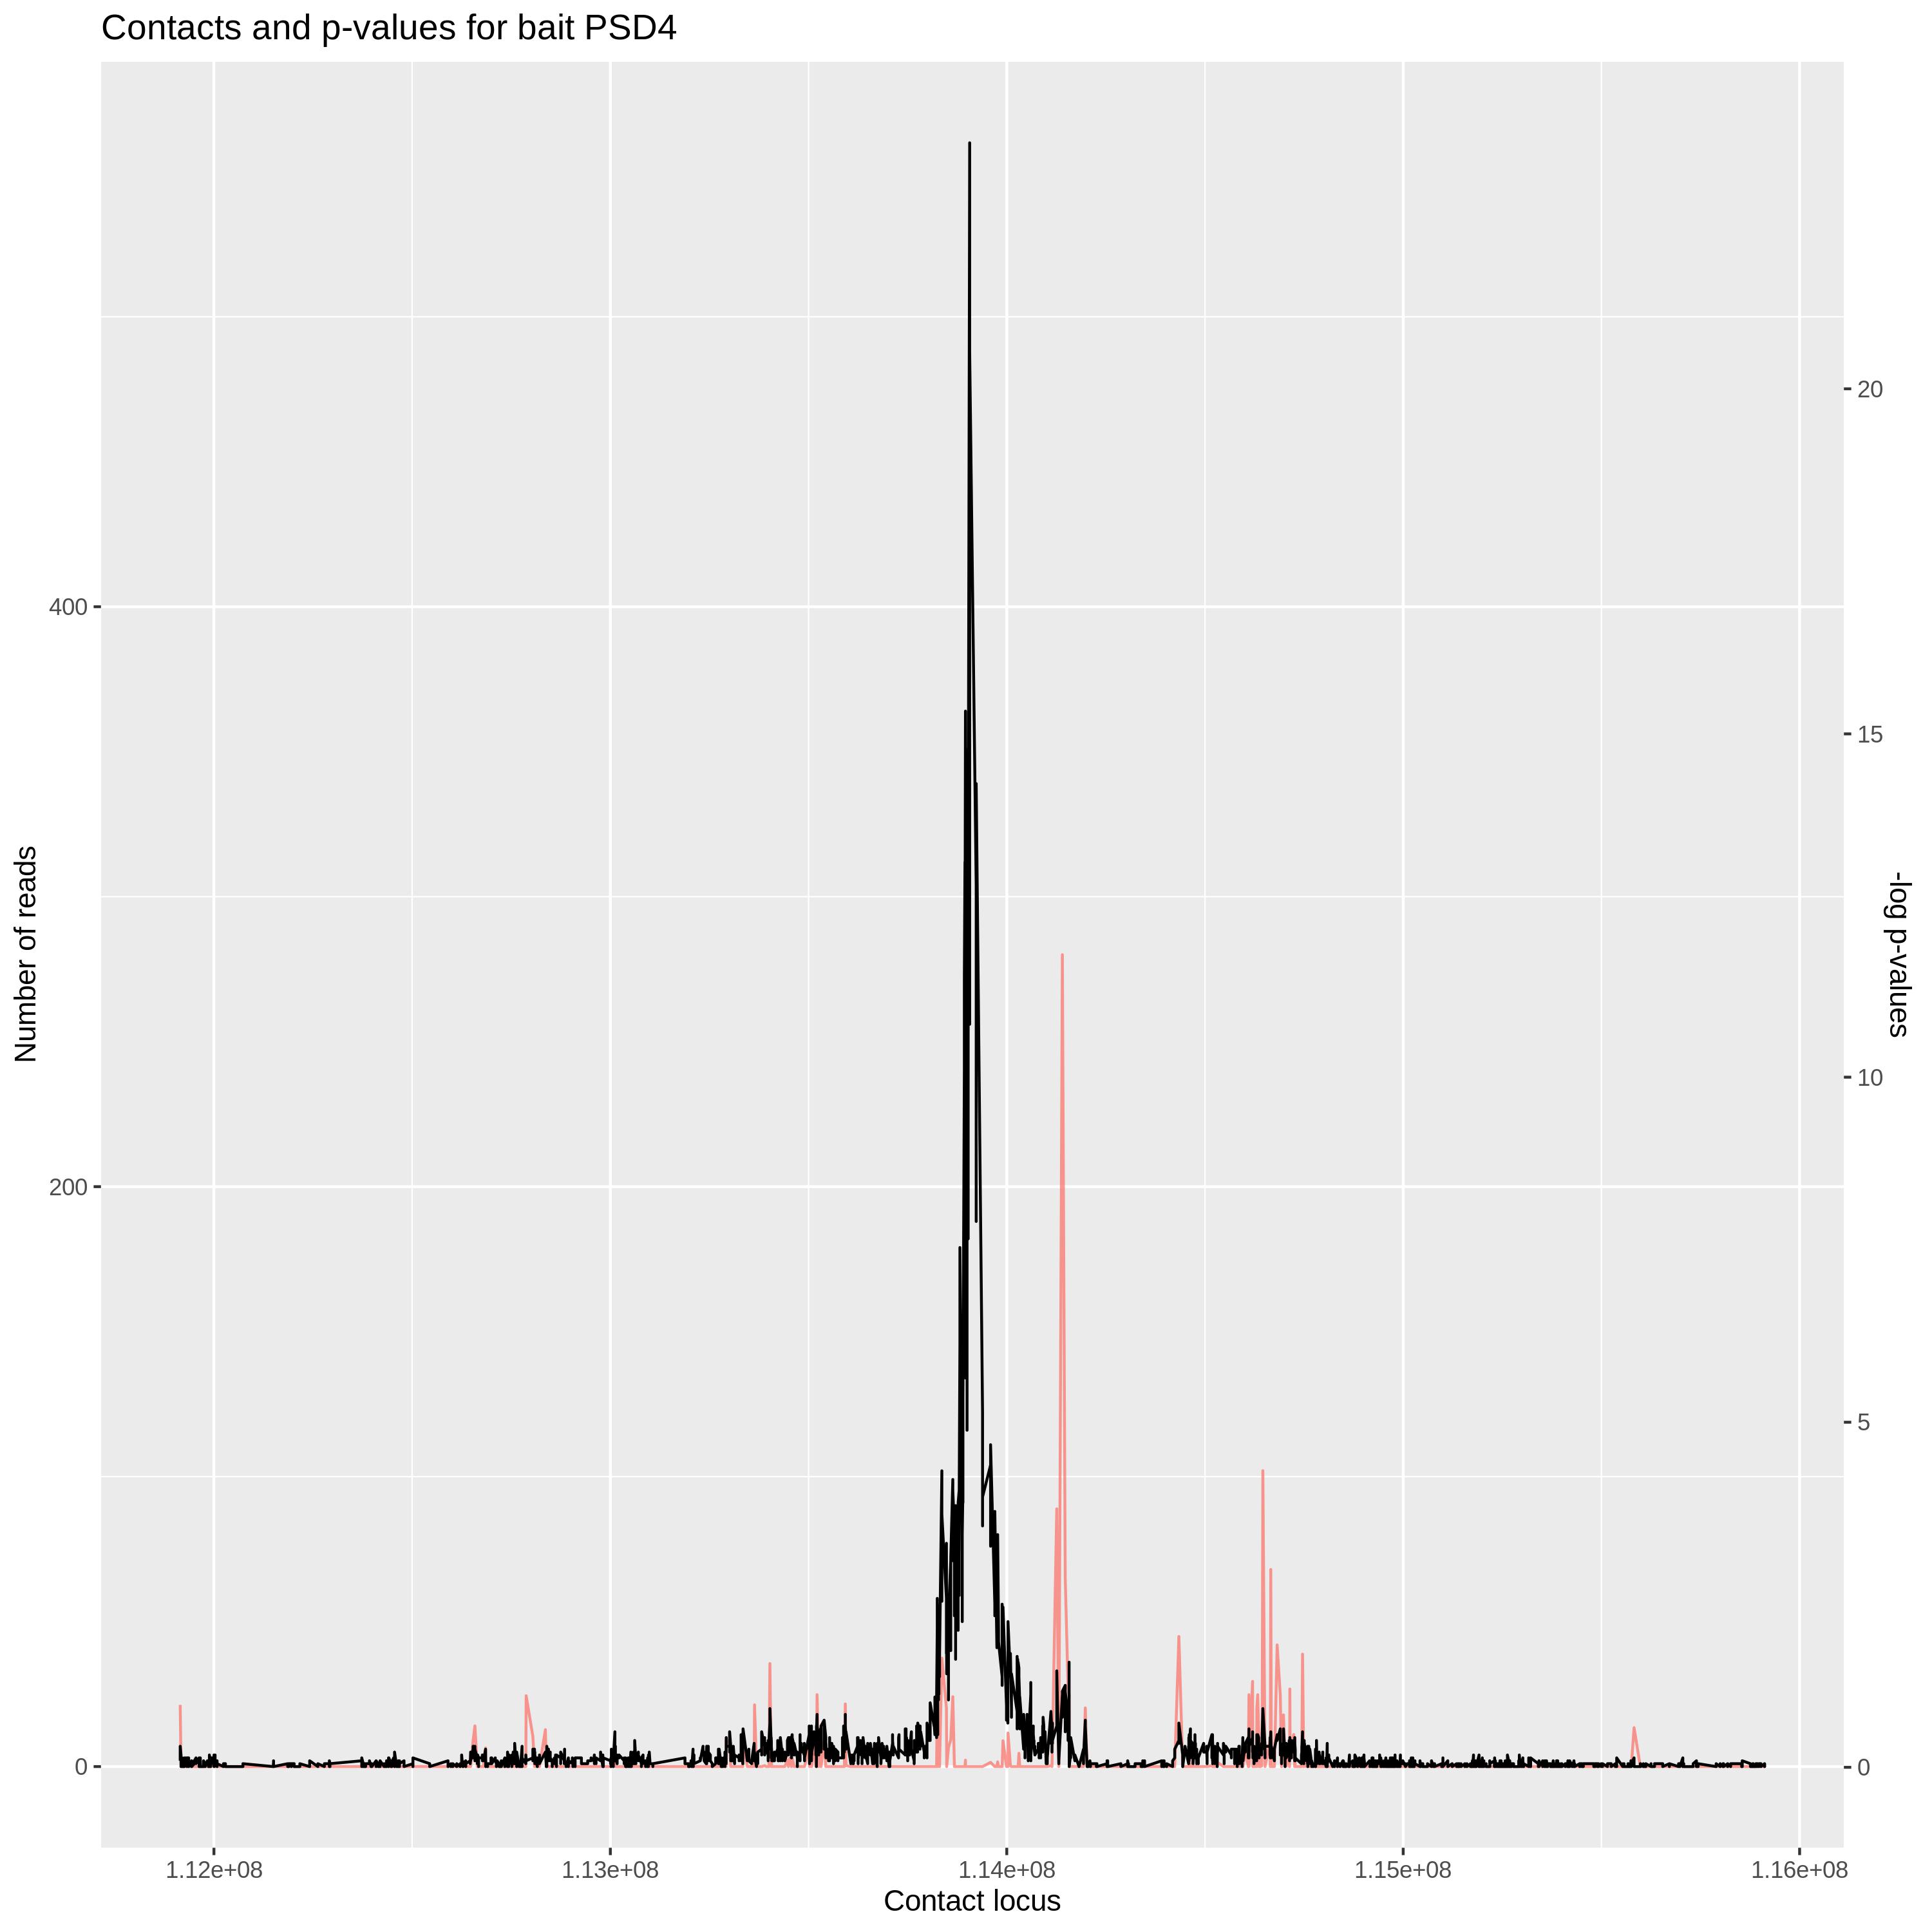 Contacts and p-values for bait PSD4
Number of reads
400
200
0
20
15
10
5
0
-log p-values
1.12e+08
1.13e+08
1.14e+08
1.15e+08
1.16e+08
Contact locus